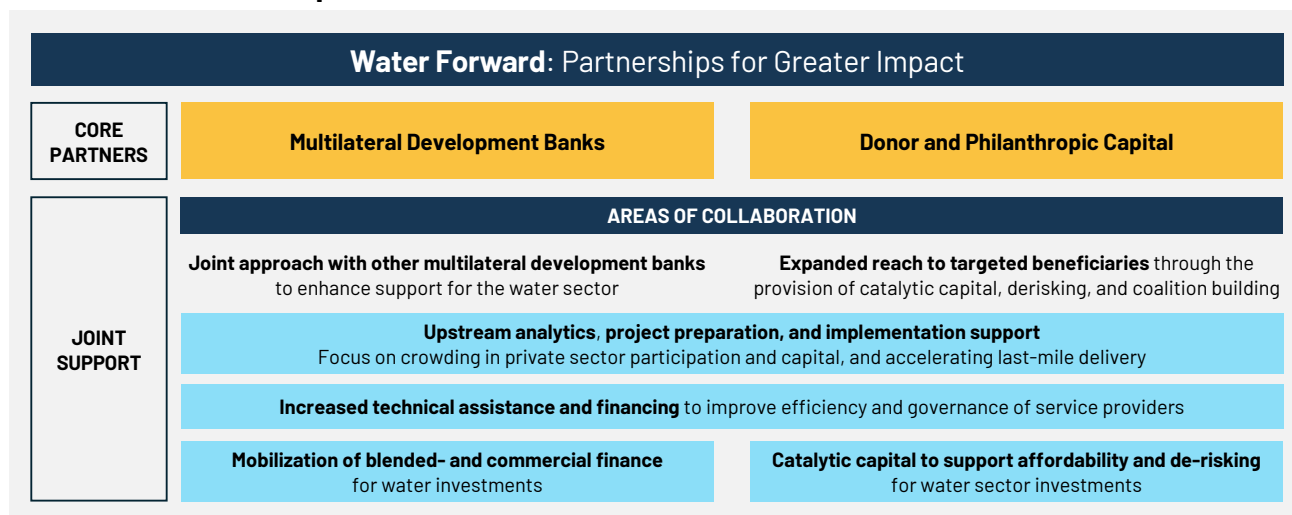 Water Forward: Partnerships for Greater Impact
CORE
PARTNERS
Multilateral Development Banks
Donor and Philanthropic Capital
JOINT
SUPPORT
AREAS OF COLLABORATION
Joint approach with other multilateral development banks
to enhance support for the water sector
Expanded reach to targeted beneficiaries through the
provision of catalytic capital, derisking, and coalition building
Upstream analytics, project preparation, and implementation support
Focus on crowding in private sector participation and capital, and accelerating last-mile delivery
Increased technical assistance and financing to improve efficiency and governance of service providers
Mobilization of blended- and commercial finance
for water investments
Catalytic capital to support affordability and de-risking
for water sector investments